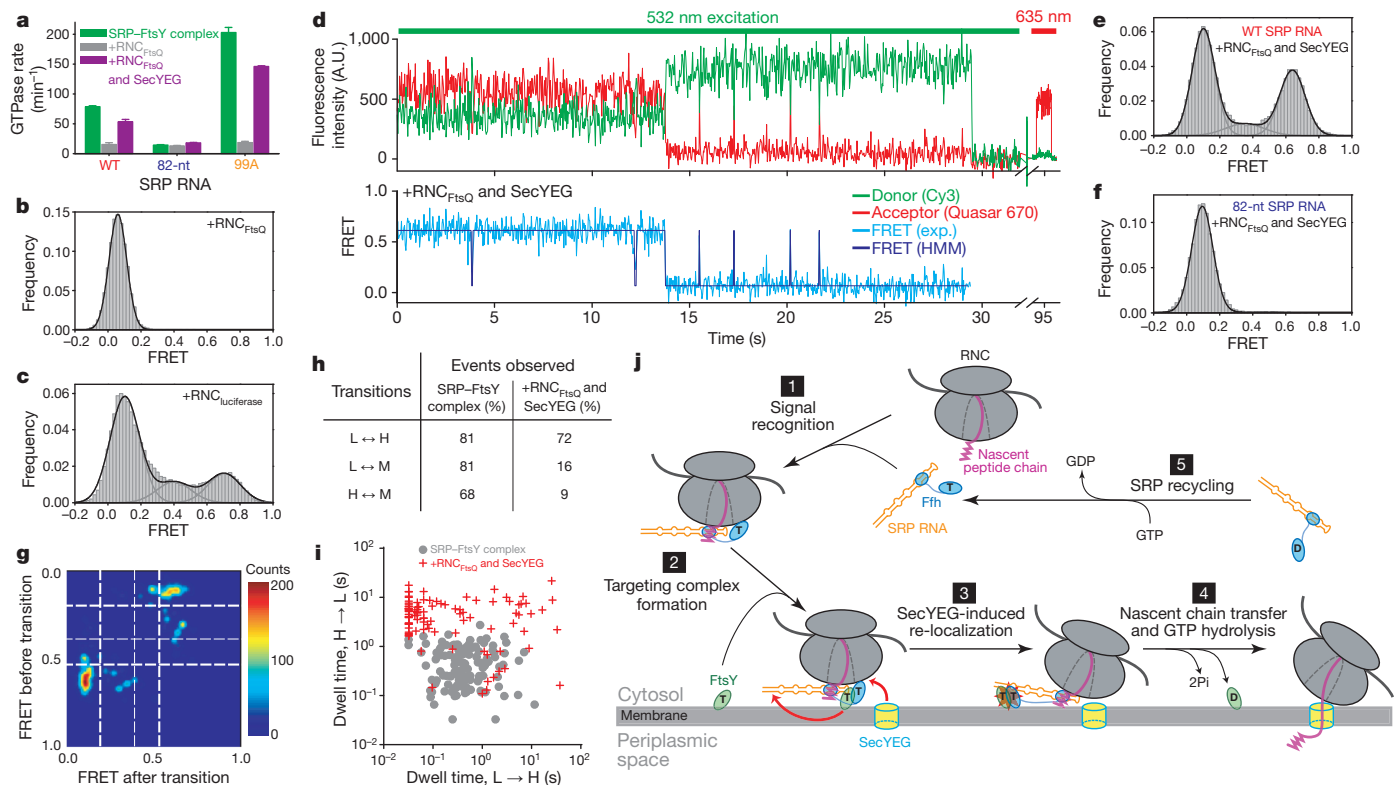 a
GTPase rate
(min⁻¹)
200
150
100
50
0
SRP–FtsY complex
+RNC_FtsQ
+RNC_FtsQ
and SecYEG
WT
82-nt
99A
SRP RNA
b
Frequency
0.15
0.10
0.05
0.00
+RNC_FtsQ
−0.2 0.0 0.2 0.4 0.6 0.8 1.0
FRET
c
Frequency
0.06
0.04
0.02
0.00
+RNC_luciferase
−0.2 0.0 0.2 0.4 0.6 0.8 1.0
FRET
d
532 nm excitation
635 nm
Fluorescence
intensity (A.U.)
1,000
500
0
+RNC_FtsQ and SecYEG
Donor (Cy3)
Acceptor (Quasar 670)
FRET (exp.)
FRET (HMM)
FRET
1.0
0.5
0.0
0 5 10 15 20 25 30 95
Time (s)
e
Frequency
0.06
0.04
0.02
0.00
WT SRP RNA
+RNC_FtsQ and SecYEG
−0.2 0.0 0.2 0.4 0.6 0.8 1.0
FRET
f
Frequency
0.10
0.05
0.00
82-nt SRP RNA
+RNC_FtsQ and SecYEG
−0.2 0.0 0.2 0.4 0.6 0.8 1.0
FRET
g
FRET before transition
0.0
0.5
1.0
0.0 0.5 1.0
FRET after transition
Counts
200
100
0
h
Transitions
Events observed
SRP–FtsY
complex (%)
+RNC_FtsQ and
SecYEG (%)
L ↔ H 81 72
L ↔ M 81 16
H ↔ M 68 9
i
Dwell time, H → L (s)
10²
10¹
10⁰
10⁻¹
10⁻²
SRP–FtsY complex
+RNC_FtsQ and SecYEG
10⁻¹ 10⁰ 10¹ 10²
Dwell time, L → H (s)
j
RNC
1
Signal
recognition
Nascent
peptide chain
GDP
5
SRP recycling
T
Ffh
SRP RNA
GTP
D
T
2
Targeting complex
formation
3
SecYEG-induced
re-localization
4
Nascent chain transfer
and GTP hydrolysis
2Pi
FtsY
T
T
T
T
T
D
Cytosol
Membrane
Periplasmic
space
SecYEG